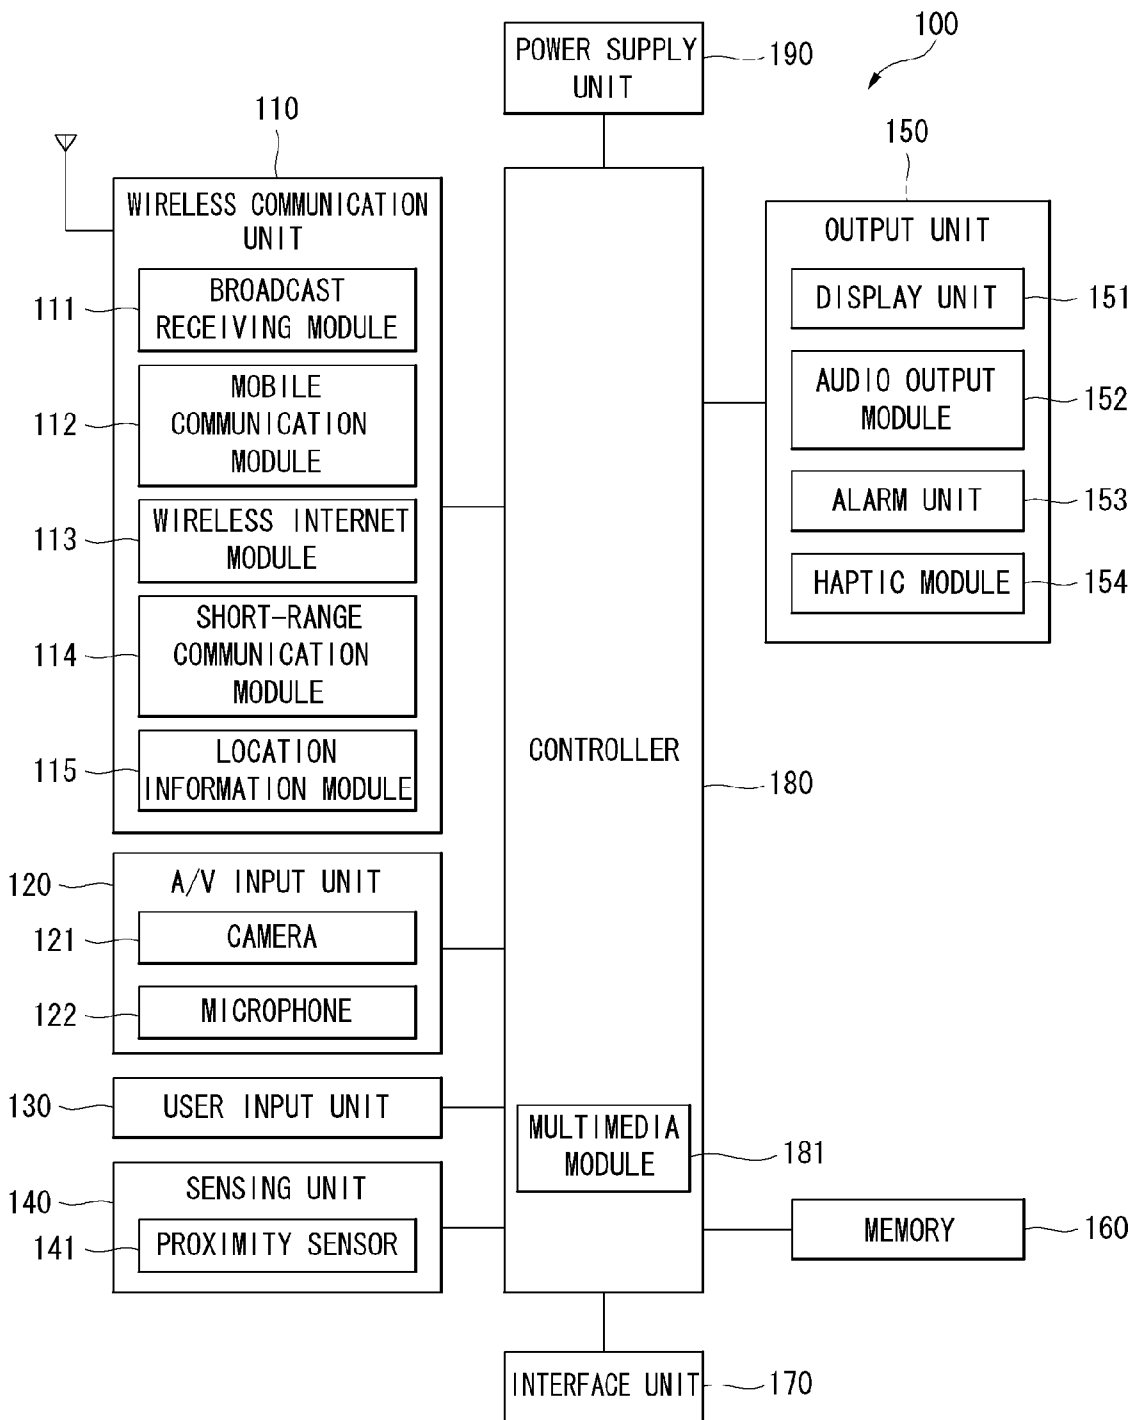 100
POWER SUPPLY
UNIT
190
110
WIRELESS COMMUNICATION
UNIT
111
BROADCAST
RECEIVING MODULE
112
MOBILE
COMMUNICATION
MODULE
113
WIRELESS INTERNET
MODULE
114
SHORT-RANGE
COMMUNICATION
MODULE
115
LOCATION
INFORMATION MODULE
120
A/V INPUT UNIT
121
CAMERA
122
MICROPHONE
130
USER INPUT UNIT
140
SENSING UNIT
141
PROXIMITY SENSOR
CONTROLLER
180
MULTIMEDIA
MODULE
181
150
OUTPUT UNIT
DISPLAY UNIT
151
AUDIO OUTPUT
MODULE
152
ALARM UNIT
153
HAPTIC MODULE
154
MEMORY
160
INTERFACE UNIT
170